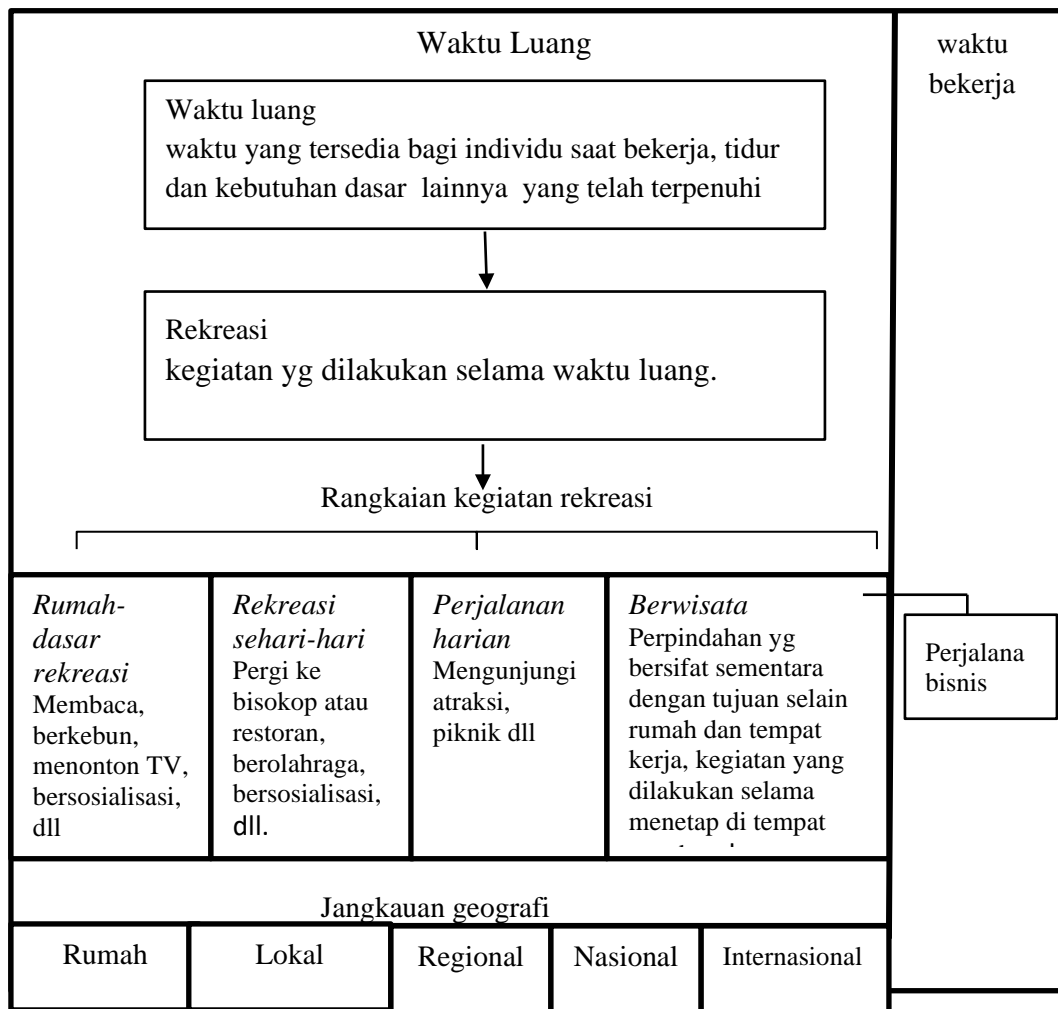 Waktu Luang
waktu
bekerja
Waktu luang
waktu yang tersedia bagi individu saat bekerja, tidur
dan kebutuhan dasar lainnya yang telah terpenuhi
Rekreasi
kegiatan yg dilakukan selama waktu luang.
Rangkaian kegiatan rekreasi
Rumah-
dasar
rekreasi
Membaca,
berkebun,
menonton TV,
bersosialisasi,
dll
Rekreasi
sehari-hari
Pergi ke
bisokop atau
restoran,
berolahraga,
bersosialisasi,
dll.
Perjalanan
harian
Mengunjungi
atraksi,
piknik dll
Berwisata
Perpindahan yg
bersifat sementara
dengan tujuan selain
rumah dan tempat
kerja, kegiatan yang
dilakukan selama
menetap di tempat
Perjalana
bisnis
Jangkauan geografi
Rumah
Lokal
Regional
Nasional
Internasional